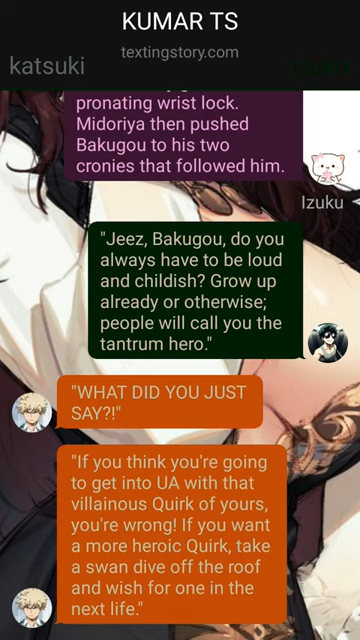 KUMAR TS
textingstory.com
katsuki
pronating wrist lock.
Midoriya then pushed
Bakugou to his two
cronies that followed him.
Izuku
"Jeez, Bakugou, do you
always have to be loud
and childish? Grow up
already or otherwise;
people will call you the
tantrum hero."
"WHAT DID YOU JUST
SAY?!"
"If you think you're going
to get into UA with that
villainous Quirk of yours,
you're wrong! If you want
a more heroic Quirk, take
a swan dive off the roof
and wish for one in the
next life."